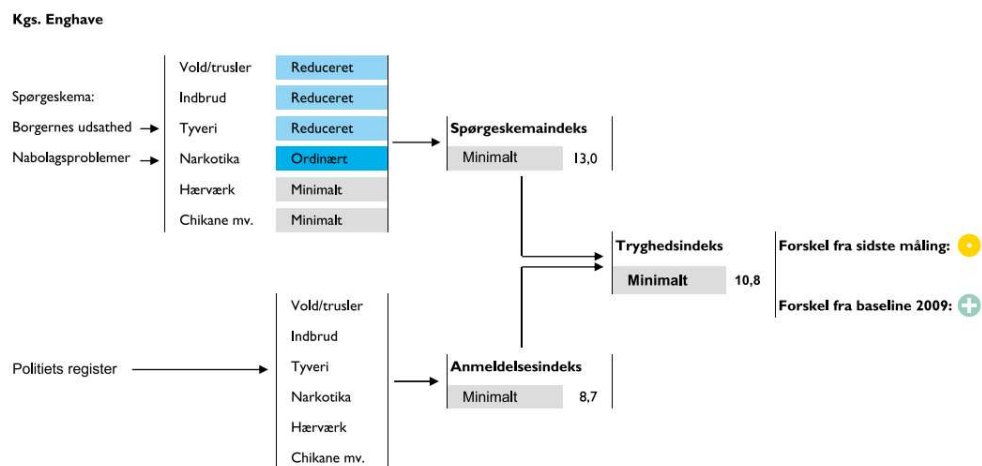 Kgs. Enghave
Vold/trusler Reduceret
Spørgeskema:
Indbrud Reduceret
Borgernes udsathed
Tyveri Reduceret
Nabolagsproblemer
Narkotika Ordinært
Hærværk Minimalt
Chikane mv. Minimalt
Spørgeskemaindeks
Minimalt 13,0
Tryghedsindeks
Minimalt 10,8
Forskel fra sidste måling:
Forskel fra baseline 2009:
Politiets register
Vold/trusler
Indbrud
Tyveri
Narkotika
Hærværk
Chikane mv.
Anmeldelsesindeks
Minimalt 8,7